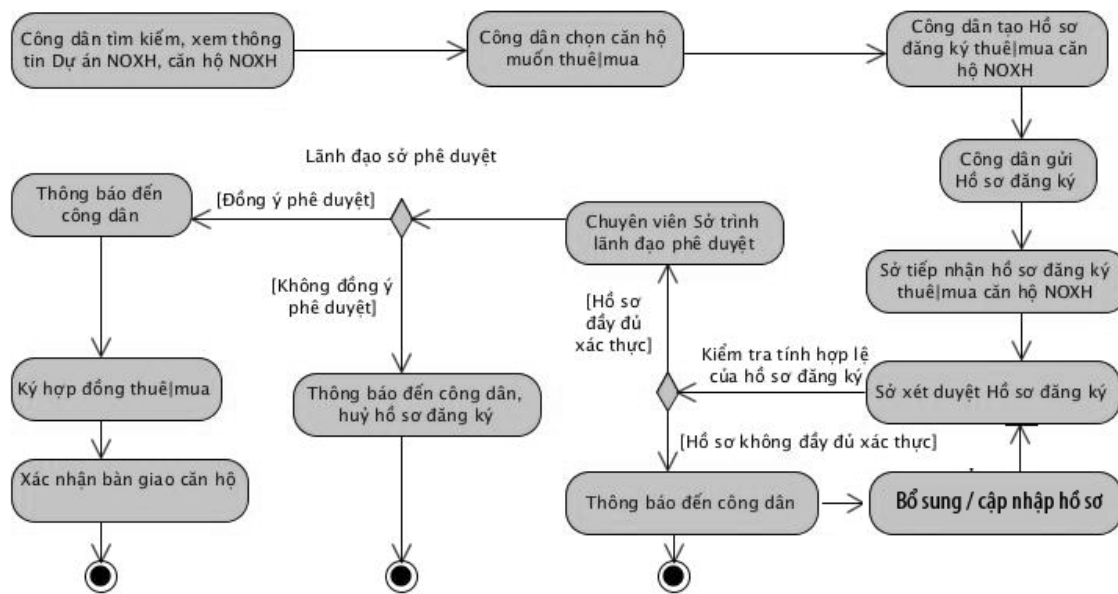 Công dân tìm kiếm, xem thông
tin Dự án NOXH, căn hộ NOXH
Công dân chọn căn hộ
muốn thuê|mua
Công dân tạo Hồ sơ
đăng ký thuê|mua căn
hộ NOXH
Công dân gửi
Hồ sơ đăng ký
Sở tiếp nhận hồ sơ đăng ký
thuê|mua căn hộ NOXH
Sở xét duyệt Hồ sơ đăng ký
Kiểm tra tính hợp lệ
của hồ sơ đăng ký
[Hồ sơ
đầy đủ
xác thực]
Chuyên viên Sở trình
lãnh đạo phê duyệt
Lãnh đạo sở phê duyệt
[Đồng ý phê duyệt]
Thông báo đến
công dân
Ký hợp đồng thuê|mua
Xác nhận bàn giao căn hộ
[Không đồng ý
phê duyệt]
Thông báo đến công dân,
huỷ hồ sơ đăng ký
[Hồ sơ không đầy đủ xác thực]
Thông báo đến công dân
Bổ sung / cập nhập hồ sơ